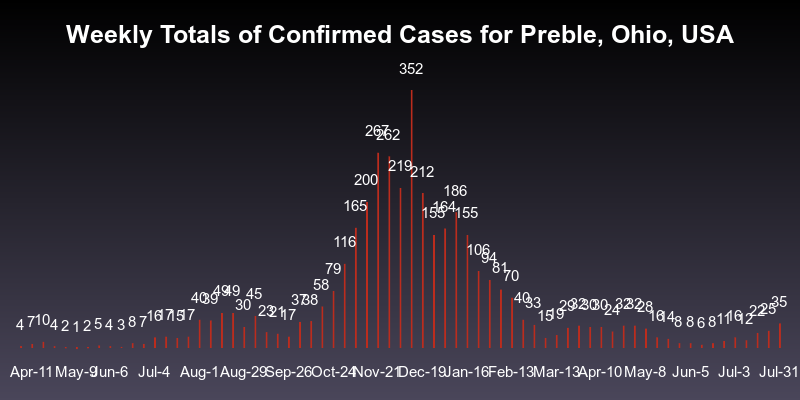 Weekly Totals of Confirmed Cases for Preble, Ohio, USA
4 7 10 4 2 1 2 5 4 3 8 7 16 17 15 17 40 39 49 49 30 45 23 21 17 37 38 58 79 116 165 200 267 262 219 352 212 155 164 186 155 106 94 81 70 40 33 15 19 29 32 30 30 24 32 32 28 16 14 8 8 6 8 11 16 12 22 25 35
Apr-11 May-9 Jun-6 Jul-4 Aug-1 Aug-29 Sep-26 Oct-24 Nov-21 Dec-19 Jan-16 Feb-13 Mar-13 Apr-10 May-8 Jun-5 Jul-3 Jul-31